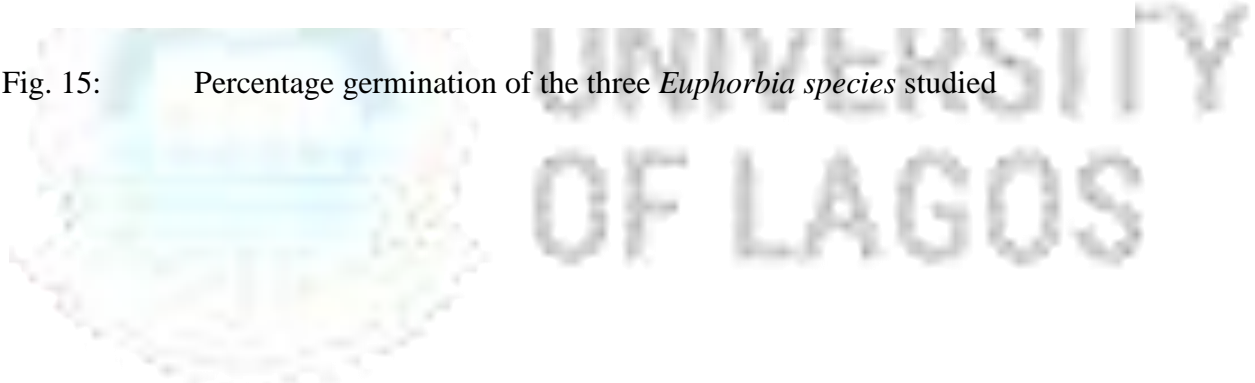 UNIVERSITY
Fig. 15: Percentage germination of the three Euphorbia species studied
OF LAGOS